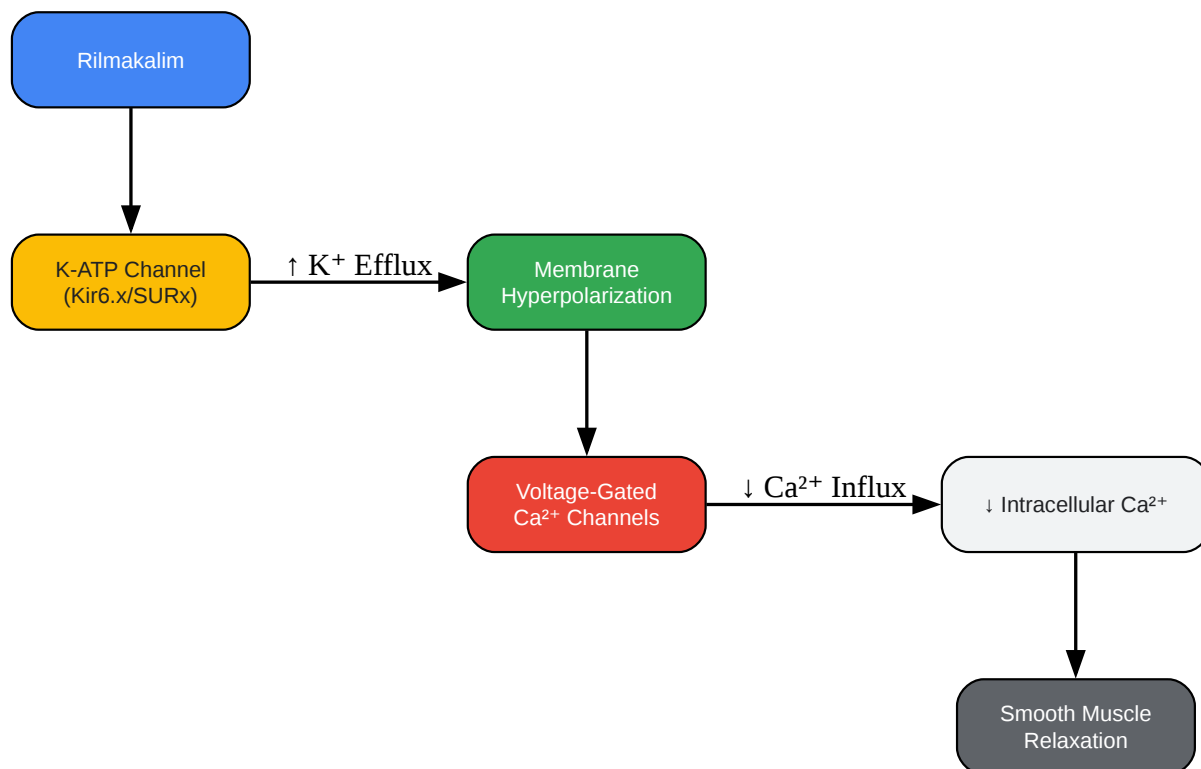 Rilmakalim
K-ATP Channel
(Kir6.x/SURx)
↑ K⁺ Efflux
Membrane
Hyperpolarization
Voltage-Gated
Ca²⁺ Channels
↓ Ca²⁺ Influx
↓ Intracellular Ca²⁺
Smooth Muscle
Relaxation